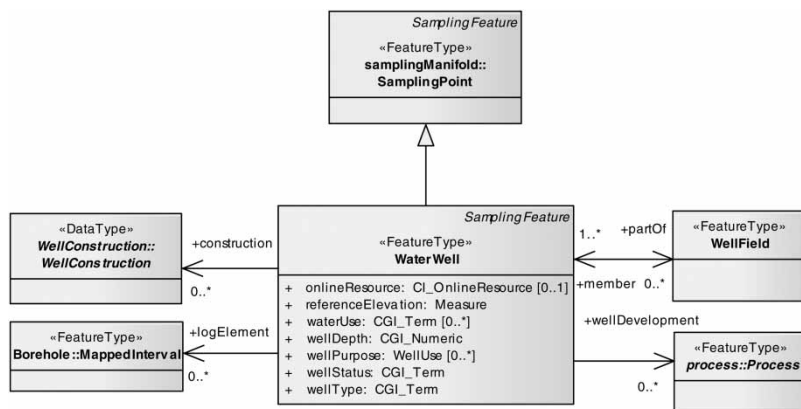 SamplingFeature
«FeatureType»
samplingManifold::
SamplingPoint
«DataType»
WellConstruction::
WellConstruction
+construction
0..*
«FeatureType»
Borehole::MappedInterval
+logElement
0..*
SamplingFeature
«FeatureType»
WaterWell
+ onlineResource: CI_OnlineResource [0..1]
+ referenceElevation: Measure
+ waterUse: CGI_Term [0..*]
+ wellDepth: CGI_Numeric
+ wellPurpose: WellUse [0..*]
+ wellStatus: CGI_Term
+ wellType: CGI_Term
+partOf
1..*
+member 0..*
«FeatureType»
WellField
+wellDevelopment
0..*
«FeatureType»
process::Process